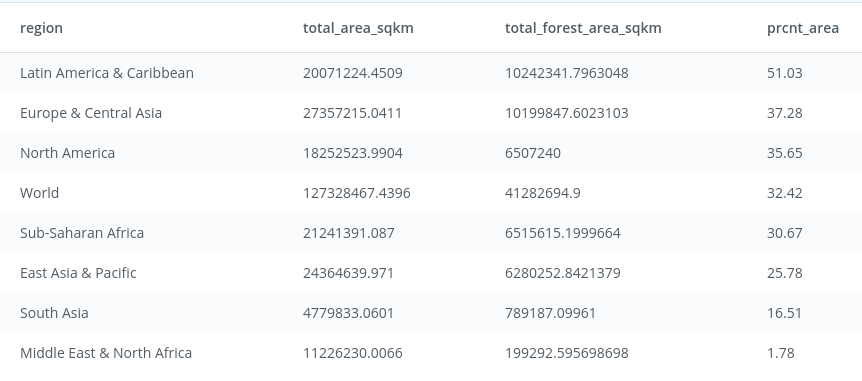 region total_area_sqkm total_forest_area_sqkm prcnt_area
Latin America & Caribbean 20071224.4509 10242341.7963048 51.03
Europe & Central Asia 27357215.0411 10199847.6023103 37.28
North America 18252523.9904 6507240 35.65
World 127328467.4396 41282694.9 32.42
Sub-Saharan Africa 21241391.087 6515615.1999664 30.67
East Asia & Pacific 24364639.971 6280252.8421379 25.78
South Asia 4779833.0601 789187.09961 16.51
Middle East & North Africa 11226230.0066 199292.595698698 1.78